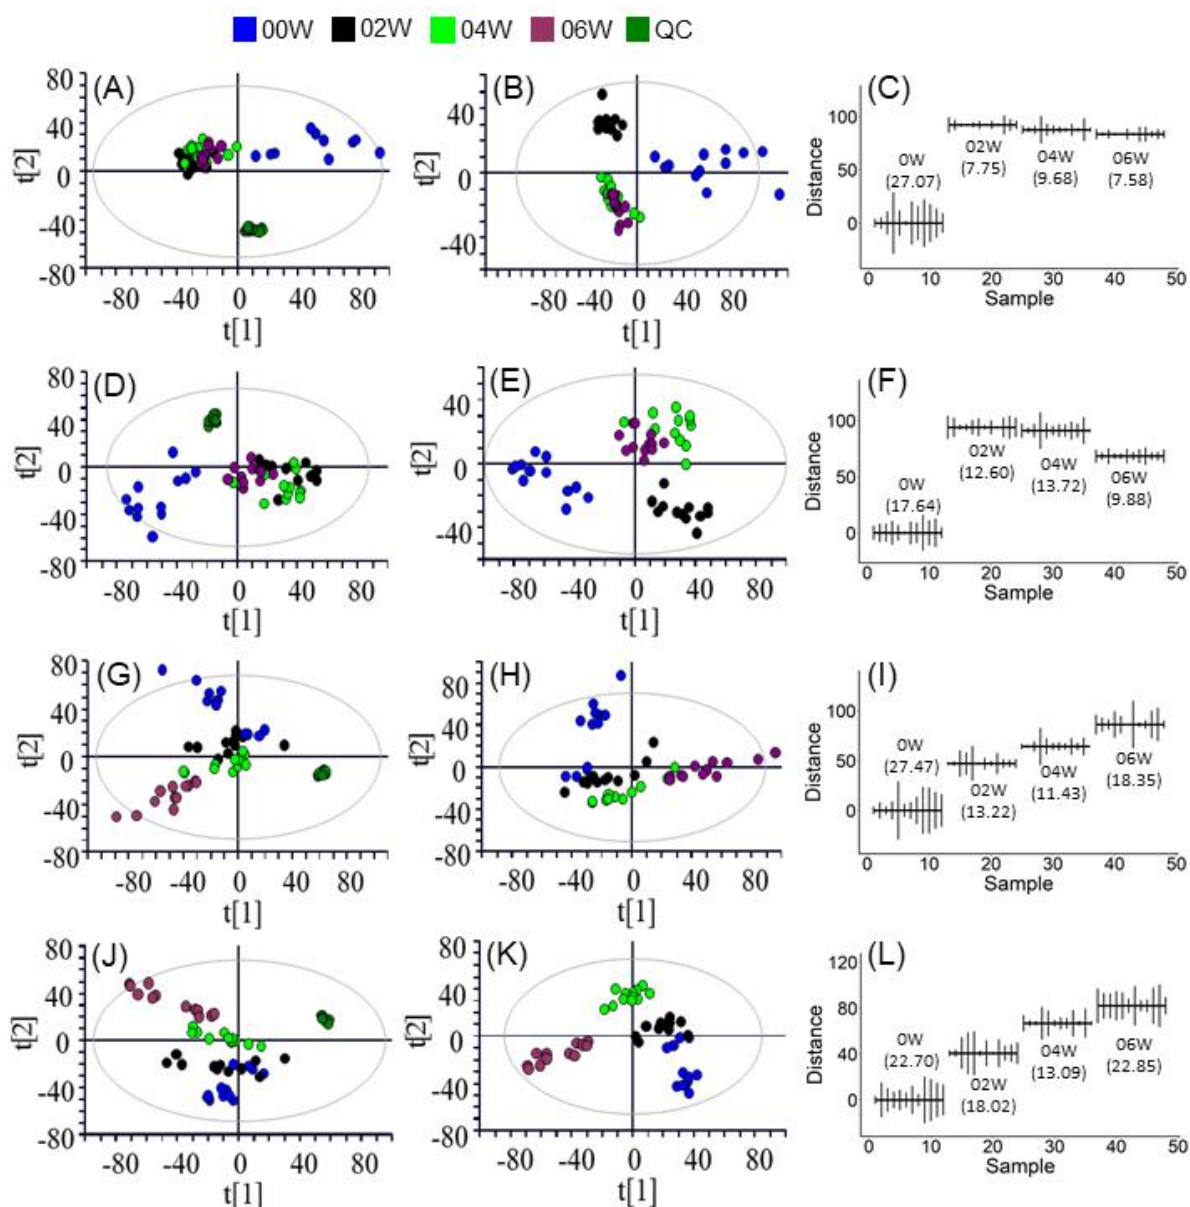 00W 02W 04W 06W QC
(A)
80
40
0
-40
-80
t[2]
-80 -40 0 40 80
t[1]
(B)
40
0
-40
t[2]
-80 -40 0 40 80
t[1]
(C)
100
50
0
Distance
0W
(27.07)
02W
(7.75)
04W
(9.68)
06W
(7.58)
0 10 20 30 40 50
Sample
(D)
80
40
0
-40
-80
t[2]
-80 -40 0 40 80
t[1]
(E)
40
0
-40
t[2]
-80 -40 0 40 80
t[1]
(F)
100
50
0
Distance
0W
(17.64)
02W
(12.60)
04W
(13.72)
06W
(9.88)
0 10 20 30 40 50
Sample
(G)
80
40
0
-40
-80
t[2]
-80 -40 0 40 80
t[1]
(H)
80
40
0
-40
-80
t[2]
-80 -40 0 40 80
t[1]
(I)
100
50
0
Distance
0W
(27.47)
02W
(13.22)
04W
(11.43)
06W
(18.35)
0 10 20 30 40 50
Sample
(J)
80
40
0
-40
-80
t[2]
-80 -40 0 40 80
t[1]
(K)
80
40
0
-40
-80
t[2]
-80 -40 0 40 80
t[1]
(L)
120
80
40
0
Distance
0W
(22.70)
02W
(18.02)
04W
(13.09)
06W
(22.85)
0 10 20 30 40 50
Sample